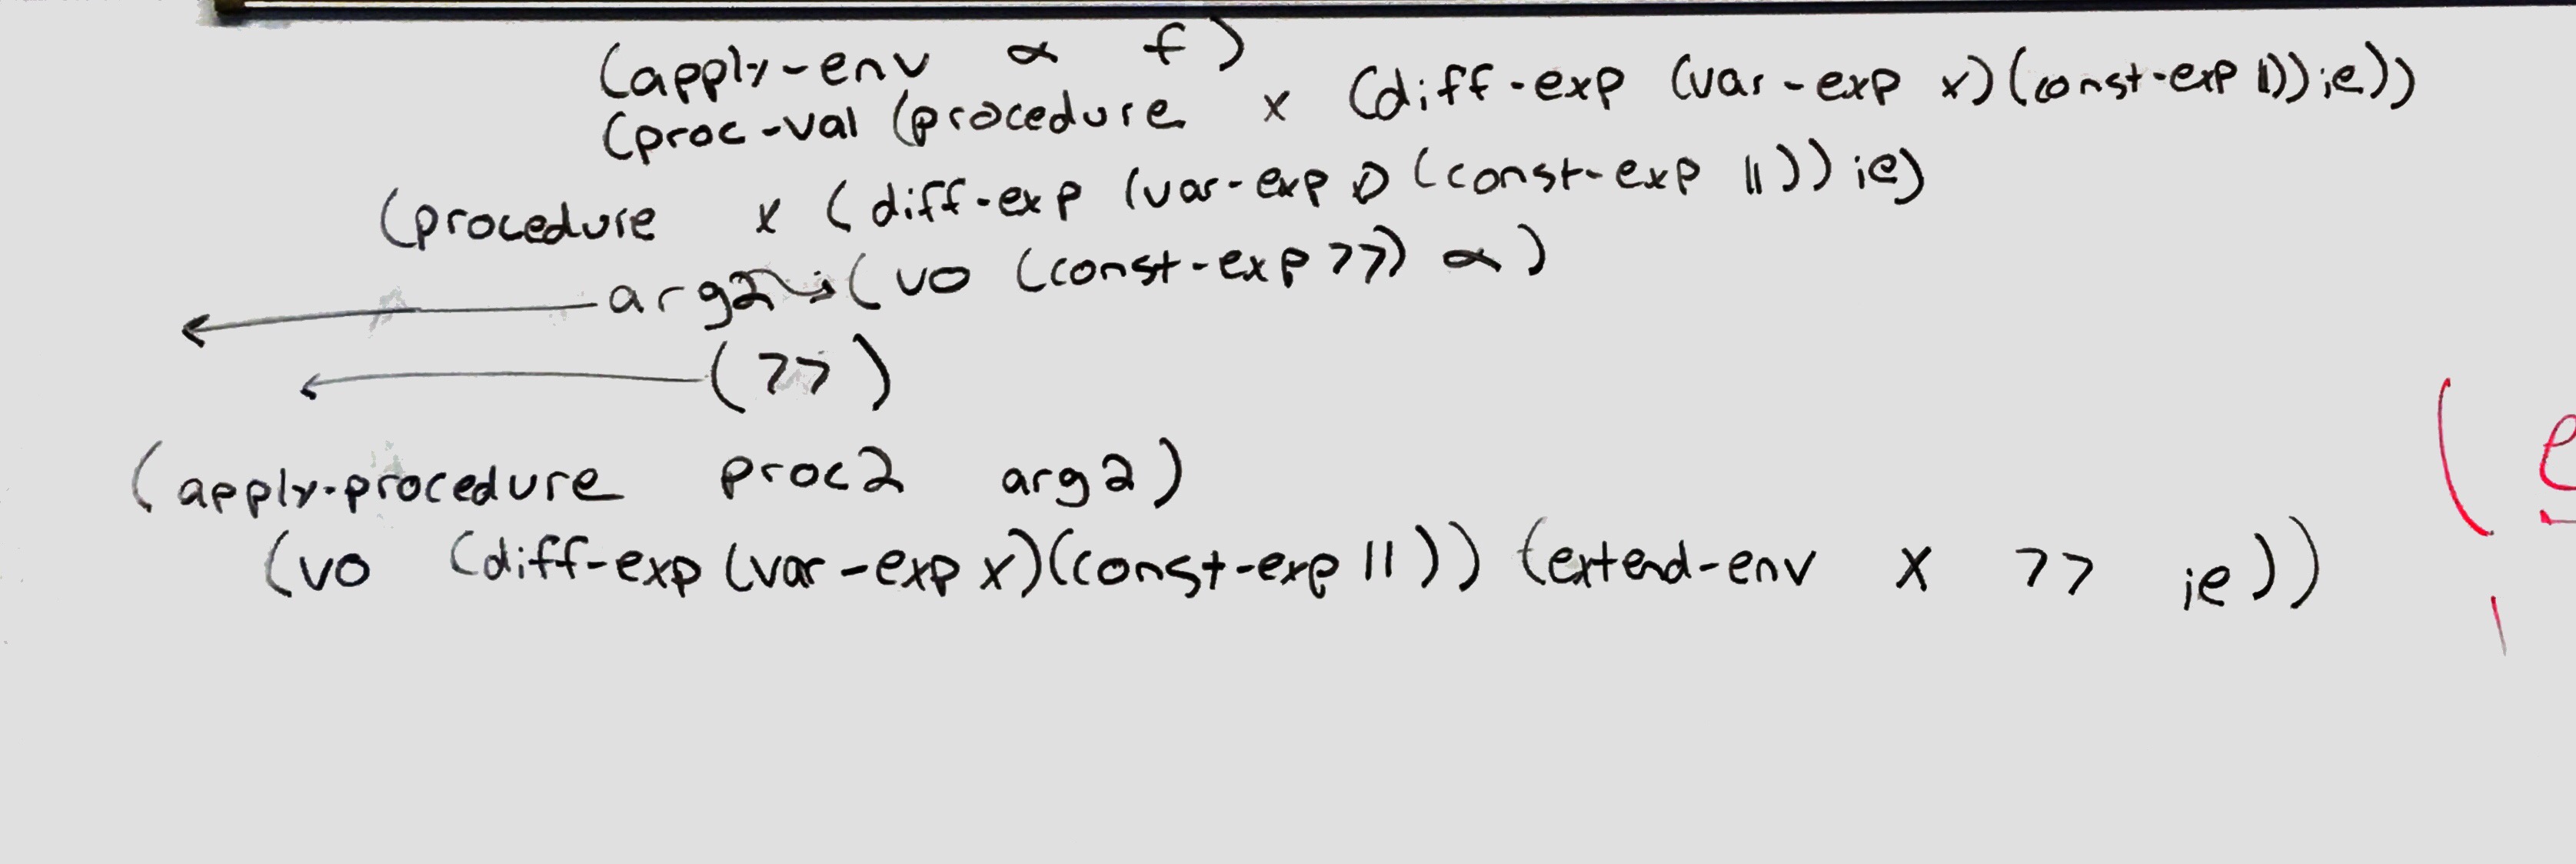 (apply-env α f)
(proc-val (procedure x (diff-exp (var-exp x)(const-exp 11)) ie))
(procedure x (diff-exp (var-exp x) (const-exp 11)) ie)
arg2 → (vo (const-exp 77) α)
(77)
(apply-procedure proc2 arg2)
(vo (diff-exp (var-exp x)(const-exp 11)) (extend-env x 77 ie))
(e